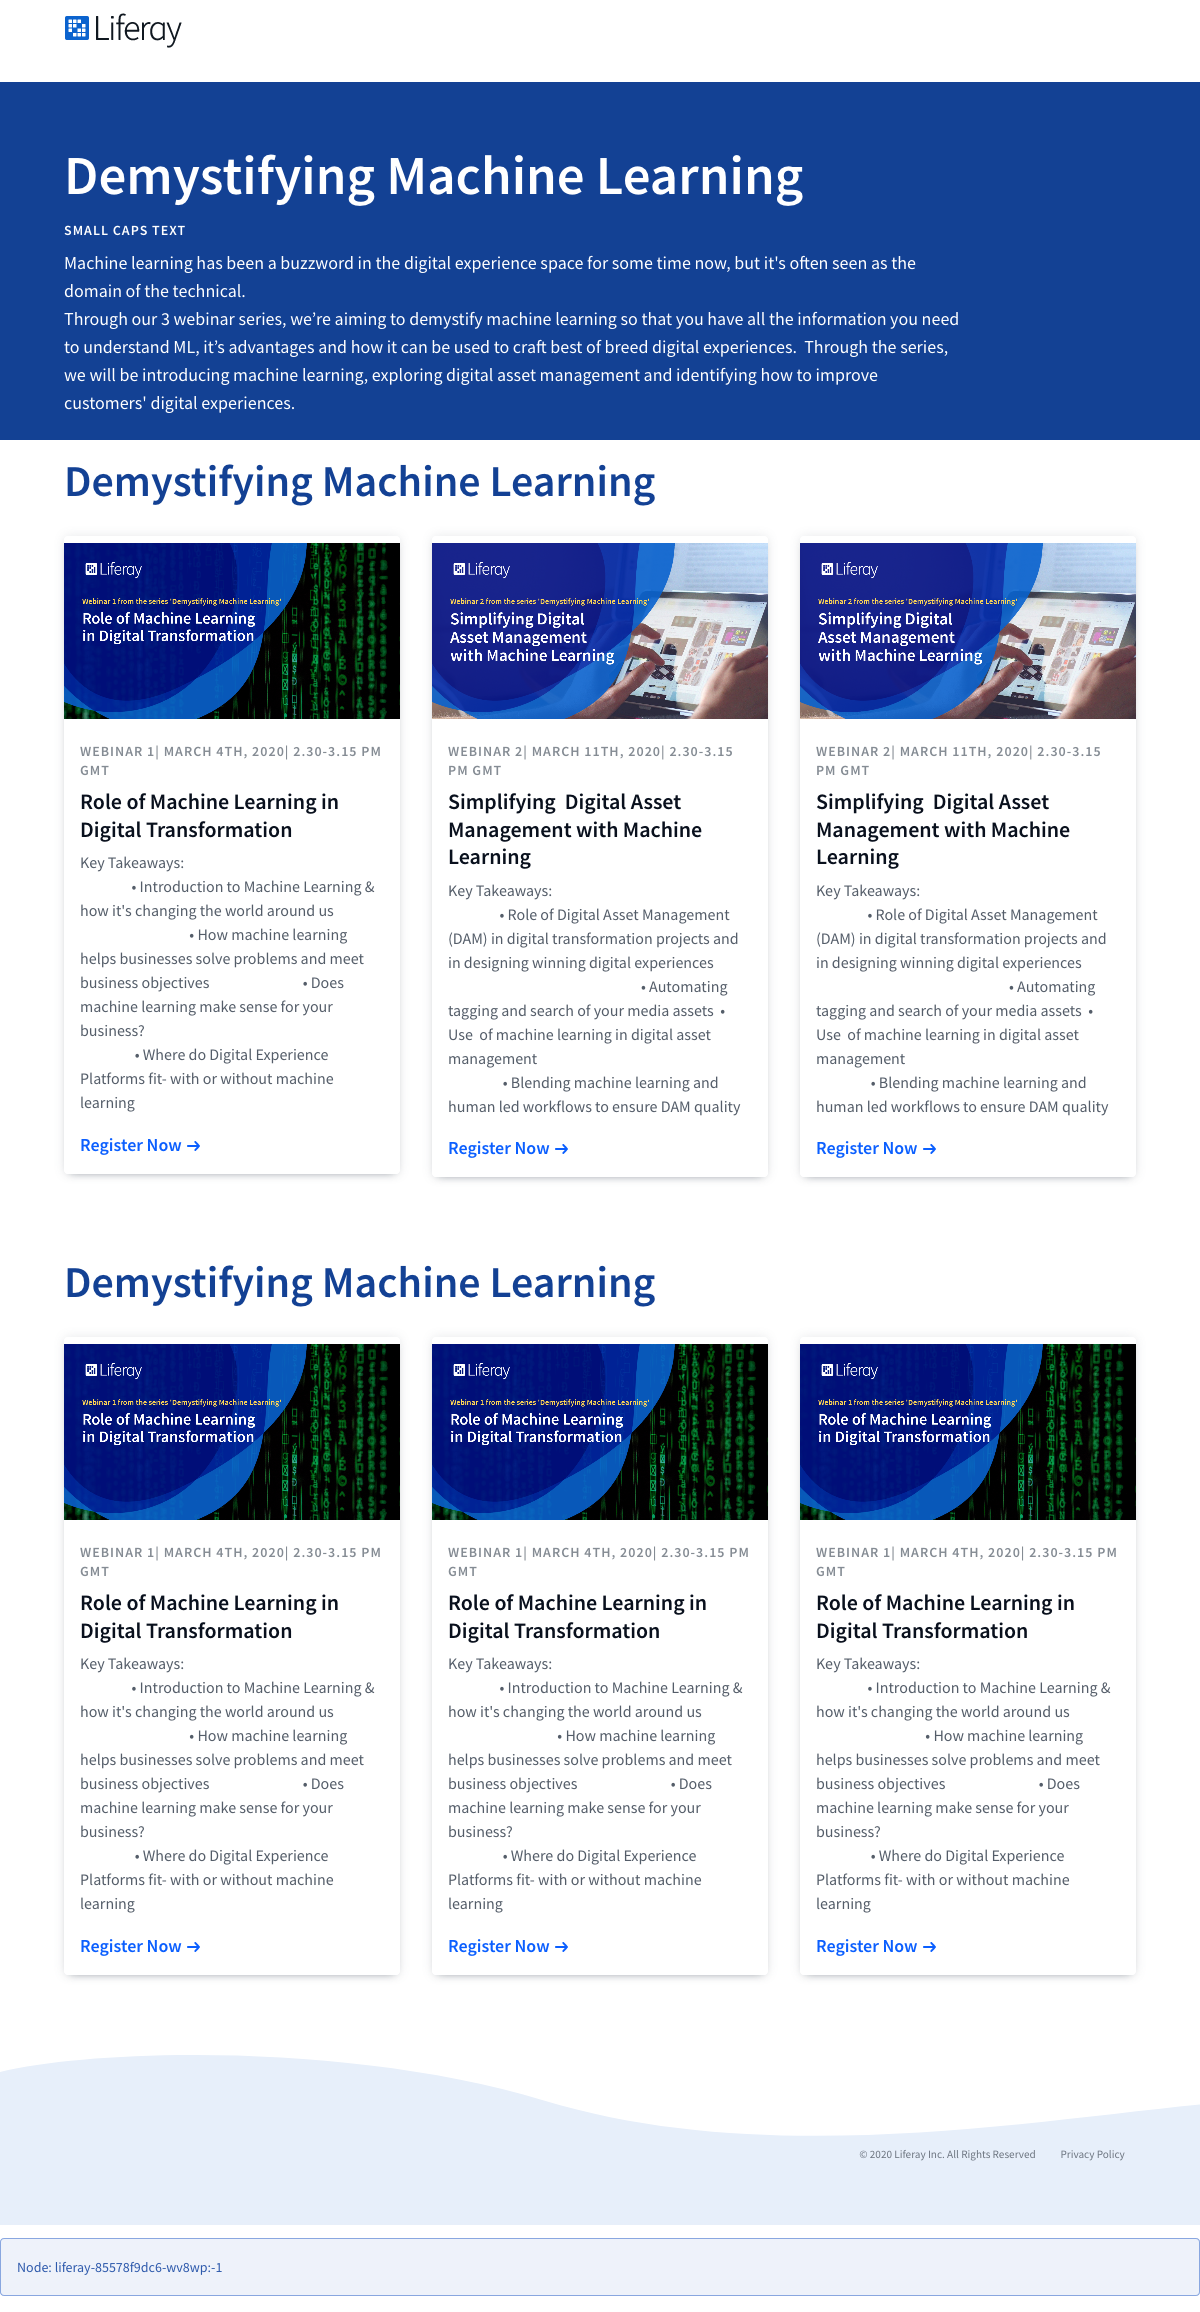 Liferay
Demystifying Machine Learning
SMALL CAPS TEXT
Machine learning has been a buzzword in the digital experience space for some time now, but it's often seen as the
domain of the technical.
Through our 3 webinar series, we’re aiming to demystify machine learning so that you have all the information you need
to understand ML, it’s advantages and how it can be used to craft best of breed digital experiences.  Through the series,
we will be introducing machine learning, exploring digital asset management and identifying how to improve
customers' digital experiences.
Demystifying Machine Learning
Liferay
Webinar 1 from the series 'Demystifying Machine Learning'
Role of Machine Learning
in Digital Transformation
WEBINAR 1| MARCH 4TH, 2020| 2.30-3.15 PM
GMT
Role of Machine Learning in
Digital Transformation
Key Takeaways:
• Introduction to Machine Learning &
how it's changing the world around us
• How machine learning
helps businesses solve problems and meet
business objectives • Does
machine learning make sense for your
business?
• Where do Digital Experience
Platforms fit- with or without machine
learning
Register Now →
Liferay
Webinar 2 from the series 'Demystifying Machine Learning'
Simplifying Digital
Asset Management
with Machine Learning
WEBINAR 2| MARCH 11TH, 2020| 2.30-3.15
PM GMT
Simplifying  Digital Asset
Management with Machine
Learning
Key Takeaways:
• Role of Digital Asset Management
(DAM) in digital transformation projects and
in designing winning digital experiences
• Automating
tagging and search of your media assets  •
Use  of machine learning in digital asset
management
• Blending machine learning and
human led workflows to ensure DAM quality
Register Now →
Liferay
Webinar 2 from the series 'Demystifying Machine Learning'
Simplifying Digital
Asset Management
with Machine Learning
WEBINAR 2| MARCH 11TH, 2020| 2.30-3.15
PM GMT
Simplifying  Digital Asset
Management with Machine
Learning
Key Takeaways:
• Role of Digital Asset Management
(DAM) in digital transformation projects and
in designing winning digital experiences
• Automating
tagging and search of your media assets  •
Use  of machine learning in digital asset
management
• Blending machine learning and
human led workflows to ensure DAM quality
Register Now →
Demystifying Machine Learning
Liferay
Webinar 1 from the series 'Demystifying Machine Learning'
Role of Machine Learning
in Digital Transformation
WEBINAR 1| MARCH 4TH, 2020| 2.30-3.15 PM
GMT
Role of Machine Learning in
Digital Transformation
Key Takeaways:
• Introduction to Machine Learning &
how it's changing the world around us
• How machine learning
helps businesses solve problems and meet
business objectives • Does
machine learning make sense for your
business?
• Where do Digital Experience
Platforms fit- with or without machine
learning
Register Now →
Liferay
Webinar 1 from the series 'Demystifying Machine Learning'
Role of Machine Learning
in Digital Transformation
WEBINAR 1| MARCH 4TH, 2020| 2.30-3.15 PM
GMT
Role of Machine Learning in
Digital Transformation
Key Takeaways:
• Introduction to Machine Learning &
how it's changing the world around us
• How machine learning
helps businesses solve problems and meet
business objectives • Does
machine learning make sense for your
business?
• Where do Digital Experience
Platforms fit- with or without machine
learning
Register Now →
Liferay
Webinar 1 from the series 'Demystifying Machine Learning'
Role of Machine Learning
in Digital Transformation
WEBINAR 1| MARCH 4TH, 2020| 2.30-3.15 PM
GMT
Role of Machine Learning in
Digital Transformation
Key Takeaways:
• Introduction to Machine Learning &
how it's changing the world around us
• How machine learning
helps businesses solve problems and meet
business objectives • Does
machine learning make sense for your
business?
• Where do Digital Experience
Platforms fit- with or without machine
learning
Register Now →
© 2020 Liferay Inc. All Rights Reserved Privacy Policy
Node: liferay-85578f9dc6-wv8wp:-1